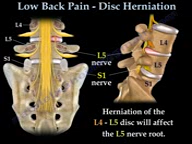 Low Back Pain - Disc Herniation
L4
L5
S1
L5
nerve
S1
nerve
L4
L5
S1
Herniation of the
L4 - L5 disc will affect
the L5 nerve root.